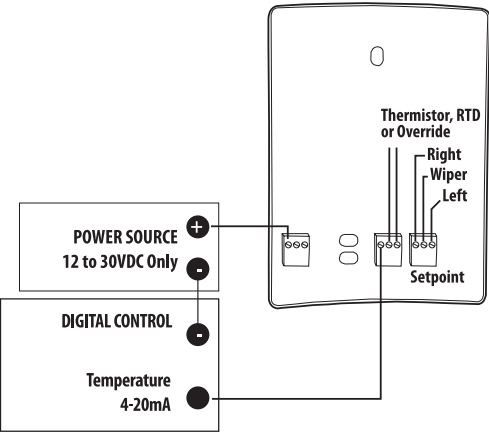 Thermistor, RTD
or Override
Right
Wiper
Left
Setpoint
POWER SOURCE
12 to 30VDC Only
+
-
DIGITAL CONTROL
-
Temperature
4-20mA